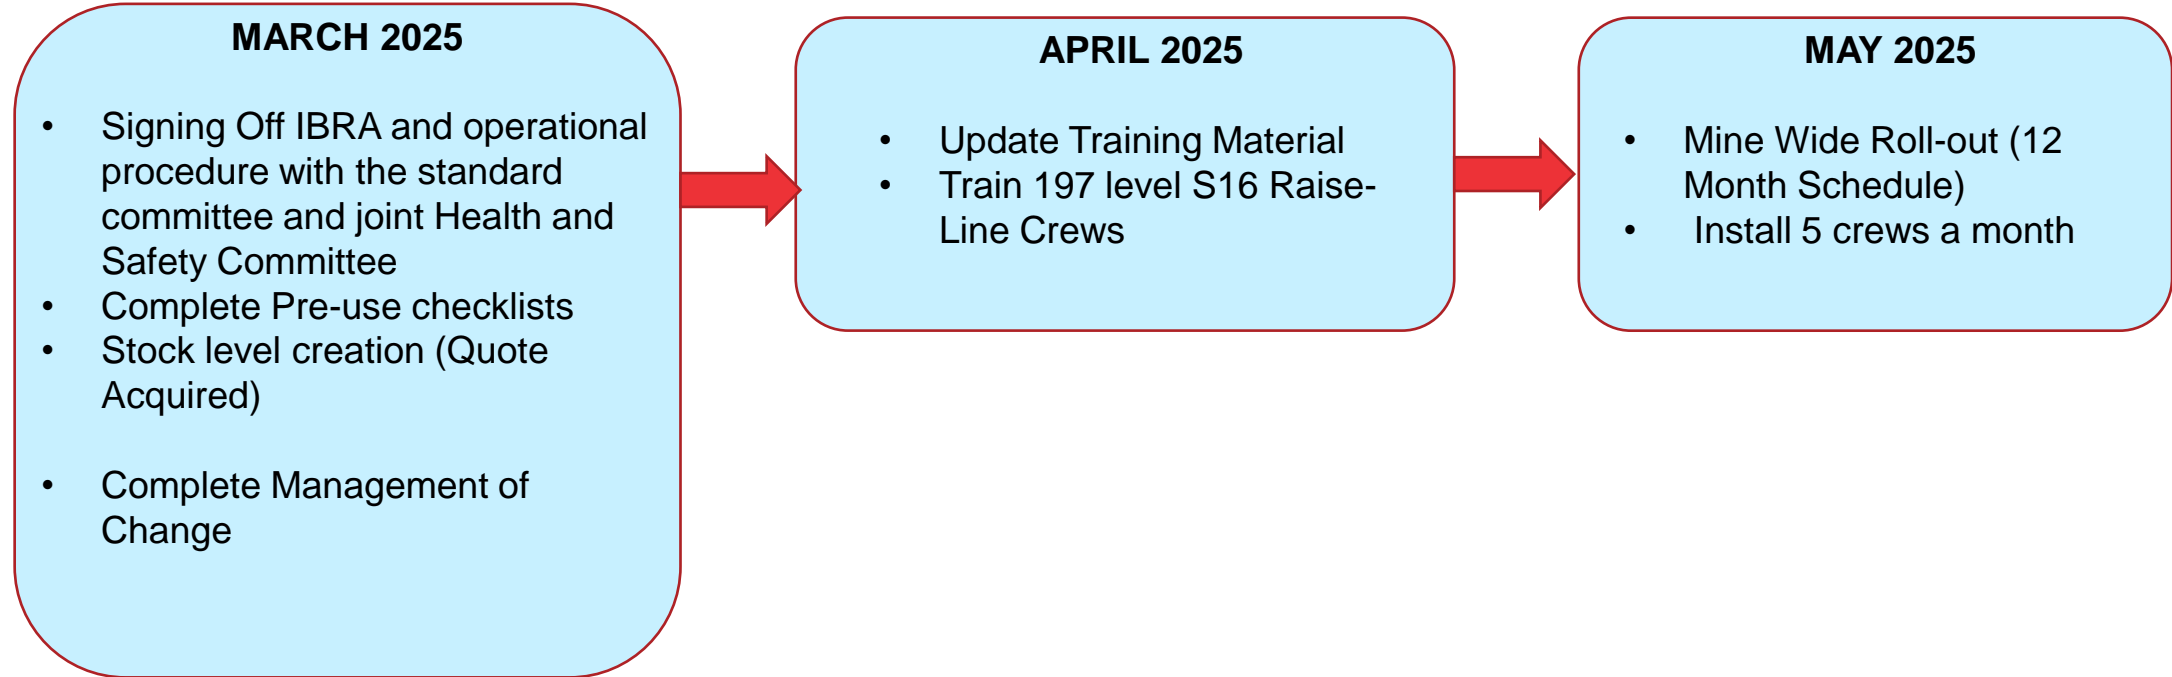 MARCH 2025
• Signing Off IBRA and operational
procedure with the standard
committee and joint Health and
Safety Committee
• Complete Pre-use checklists
• Stock level creation (Quote
Acquired)
• Complete Management of
Change
APRIL 2025
• Update Training Material
• Train 197 level S16 Raise-
Line Crews
MAY 2025
• Mine Wide Roll-out (12
Month Schedule)
• Install 5 crews a month